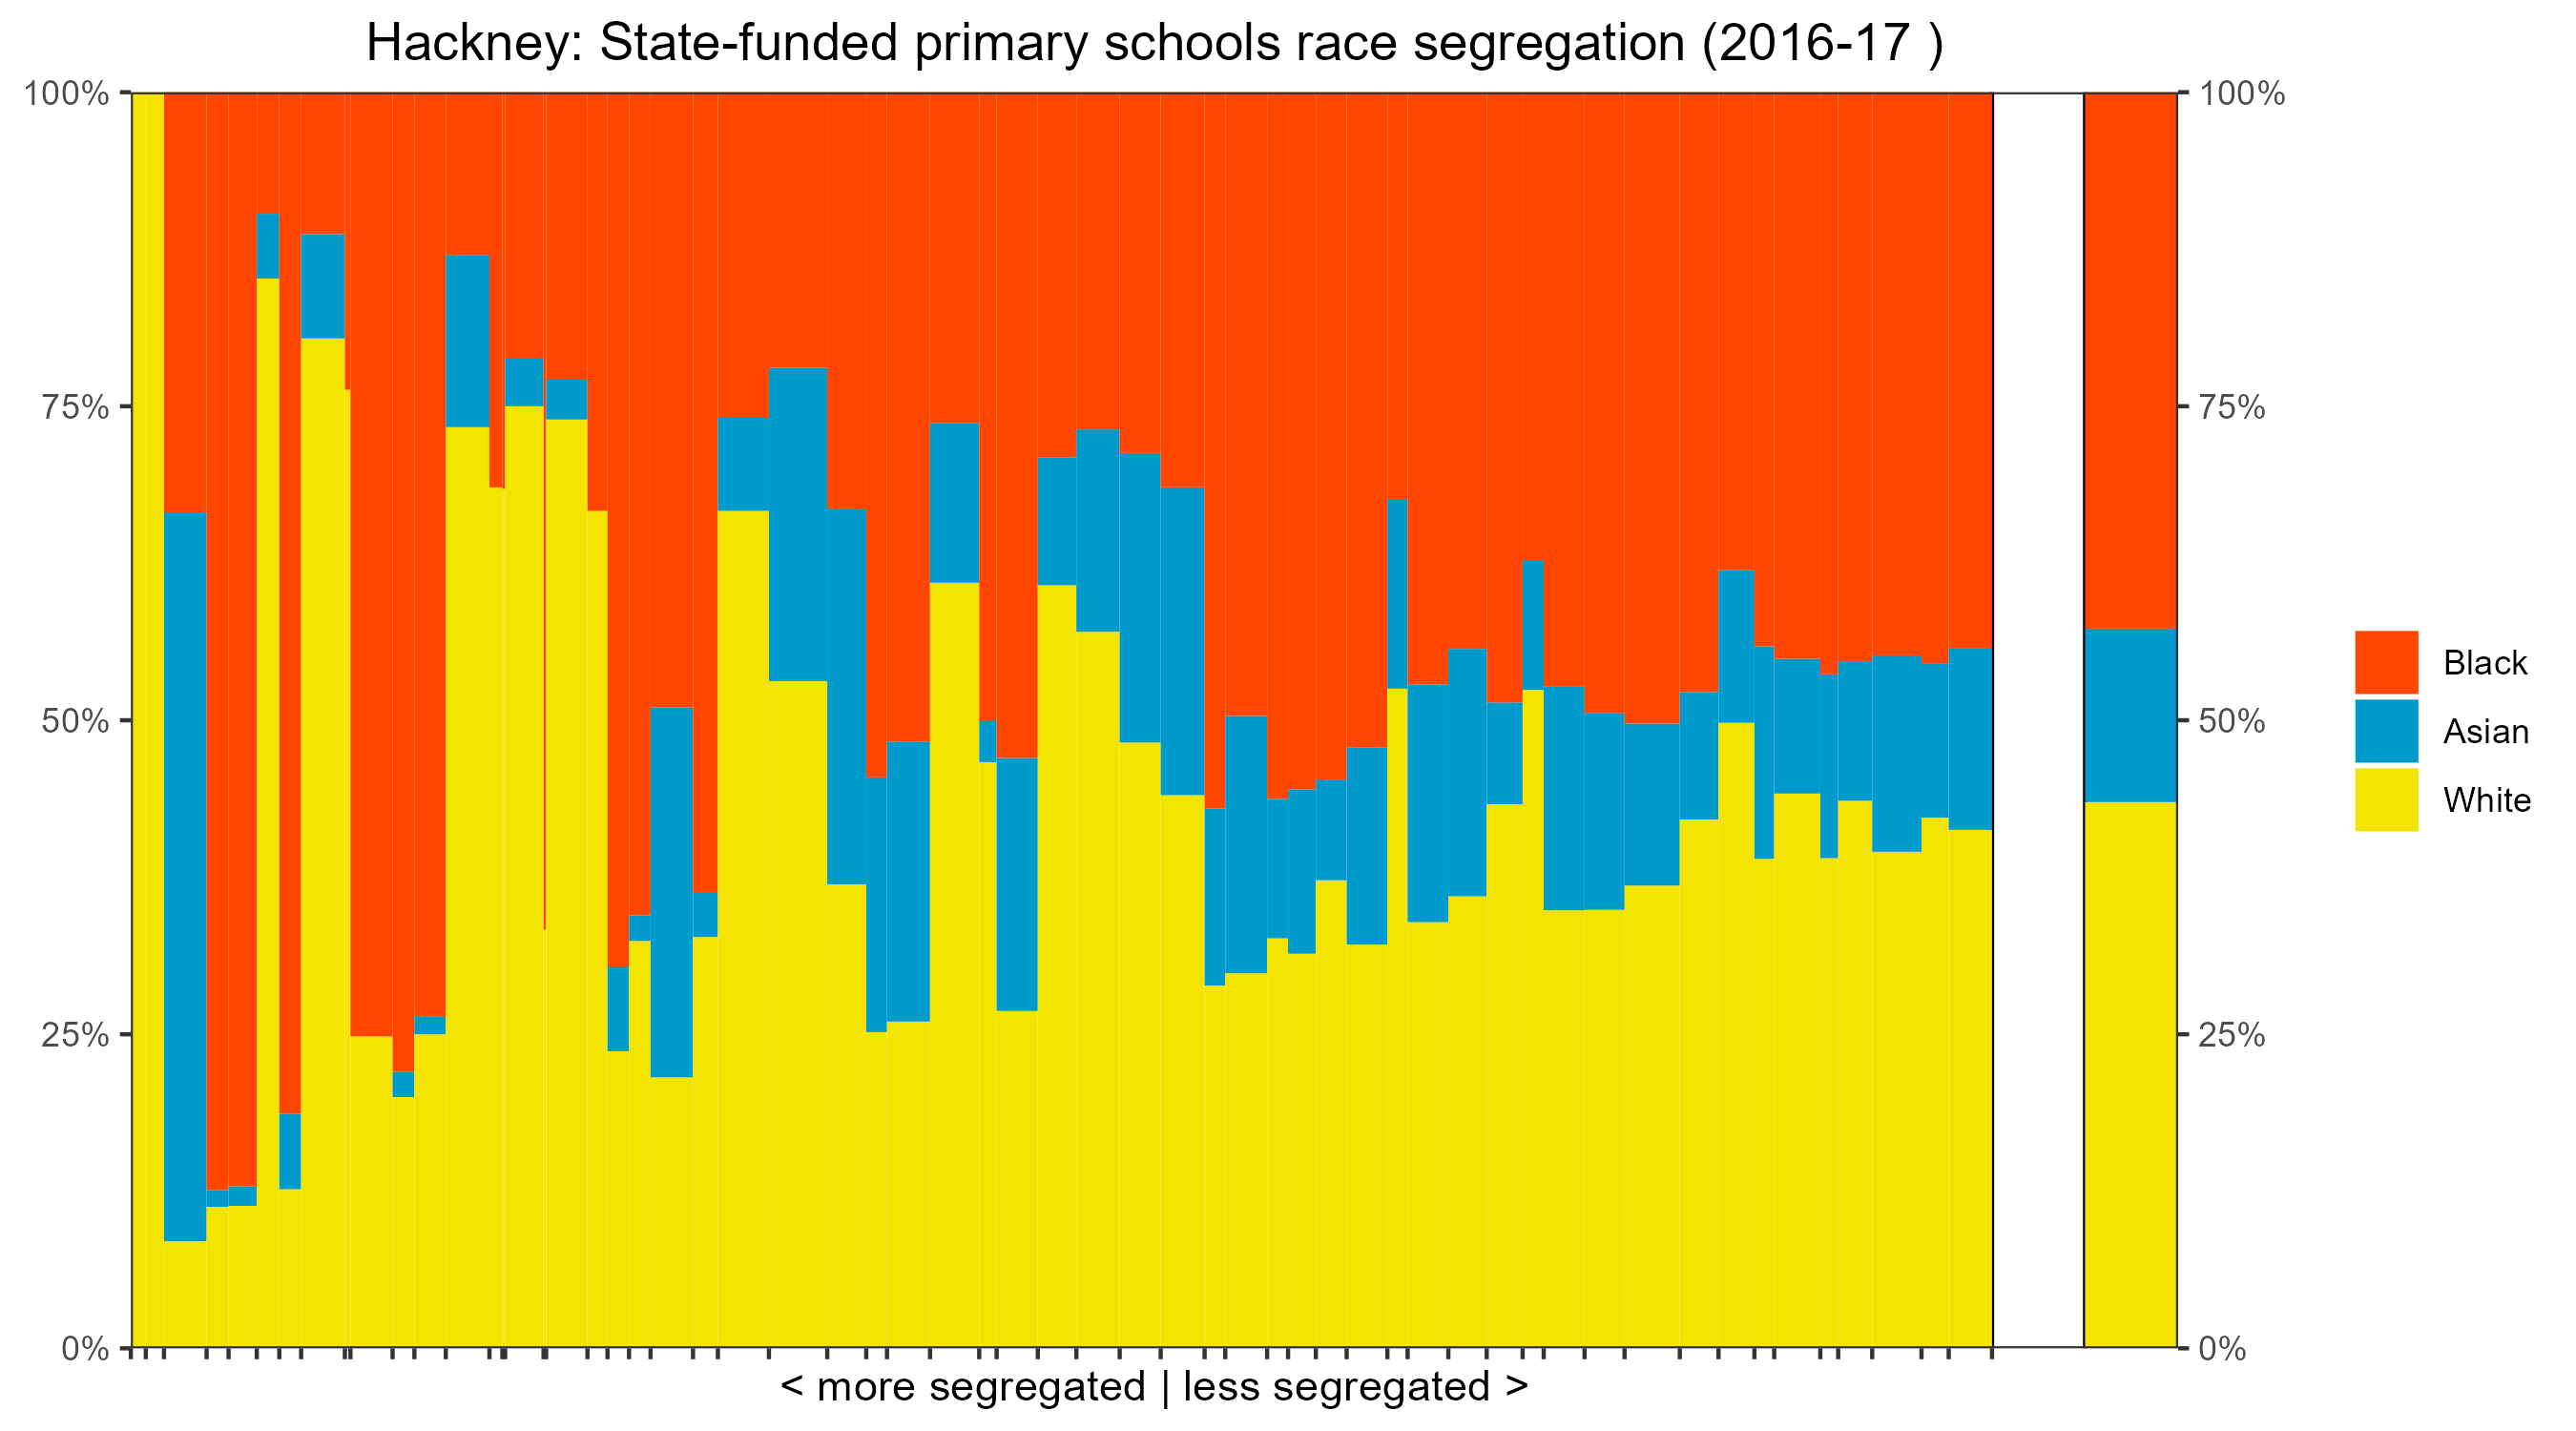 Hackney: State-funded primary schools race segregation (2016-17 )
100%
100%
75%
75%
50%
50%
25%
25%
0%
0%
Black
Asian
White
< more segregated | less segregated >